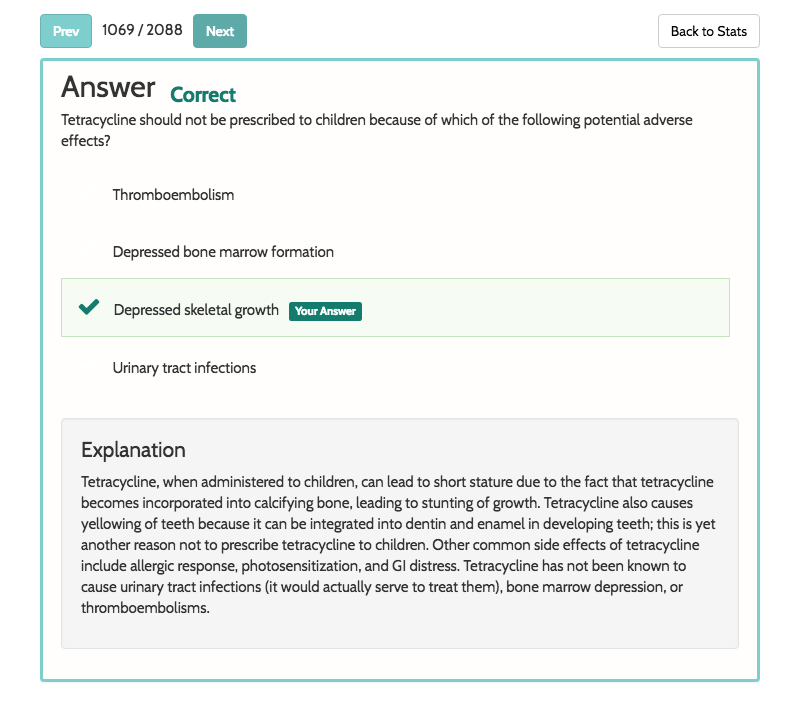 Prev 1069 / 2088 Next Back to Stats
Answer Correct
Tetracycline should not be prescribed to children because of which of the following potential adverse
effects?
Thromboembolism
Depressed bone marrow formation
Depressed skeletal growth Your Answer
Urinary tract infections
Explanation
Tetracycline, when administered to children, can lead to short stature due to the fact that tetracycline
becomes incorporated into calcifying bone, leading to stunting of growth. Tetracycline also causes
yellowing of teeth because it can be integrated into dentin and enamel in developing teeth; this is yet
another reason not to prescribe tetracycline to children. Other common side effects of tetracycline
include allergic response, photosensitization, and GI distress. Tetracycline has not been known to
cause urinary tract infections (it would actually serve to treat them), bone marrow depression, or
thromboembolisms.